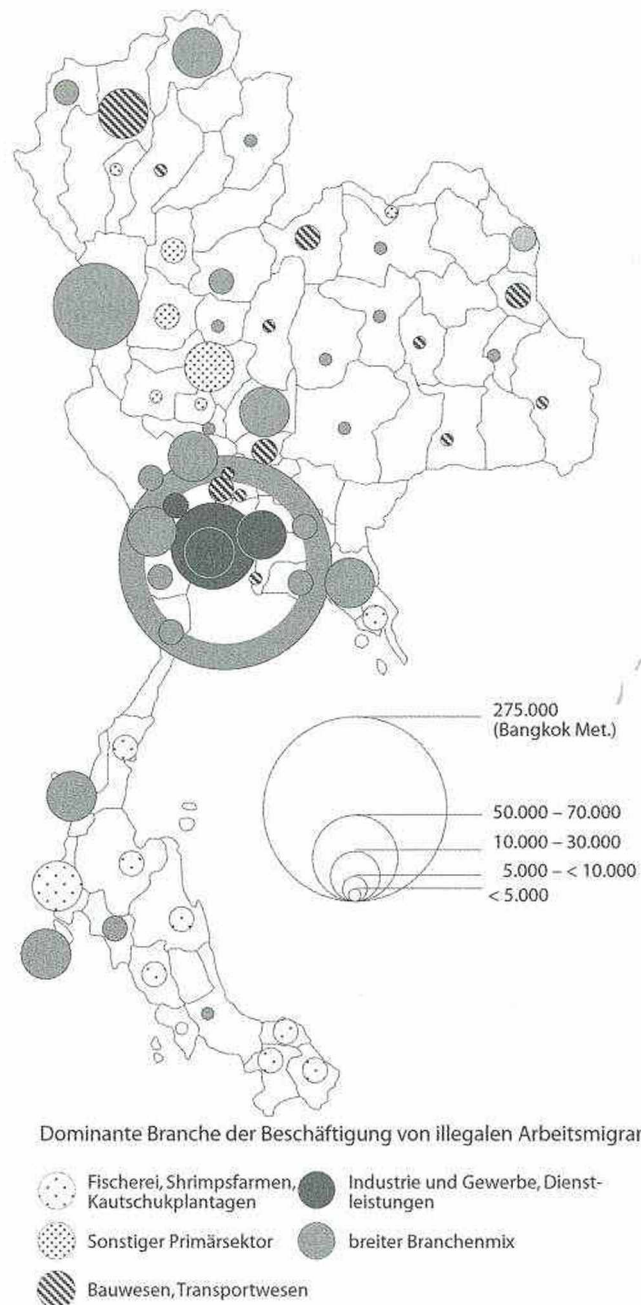 275.000
(Bangkok Met.)
50.000 – 70.000
10.000 – 30.000
5.000 – < 10.000
< 5.000
Dominante Branche der Beschäftigung von illegalen Arbeitsmigran
Fischerei, Shrimpsfarmen,
Kautschukplantagen
Industrie und Gewerbe, Dienst-
leistungen
Sonstiger Primärsektor
breiter Branchenmix
Bauwesen, Transportwesen